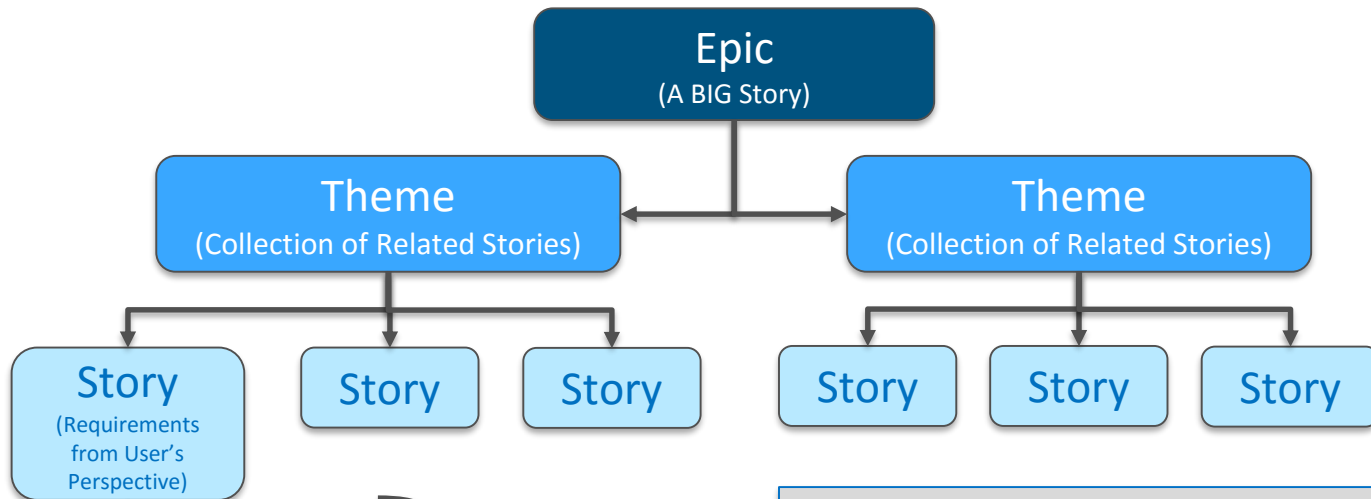 Epic
(A BIG Story)
Theme
(Collection of Related Stories)
Theme
(Collection of Related Stories)
Story
(Requirements
from User's
Perspective)
Story
Story
Story
Story
Story